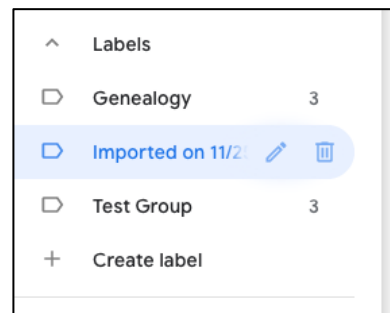 Labels
Genealogy 3
Imported on 11/2
Test Group 3
Create label